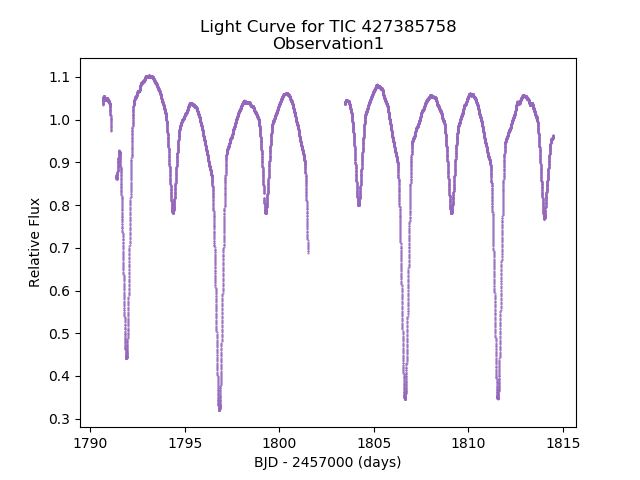 Light Curve for TIC 427385758
Observation1
Relative Flux
1.1
1.0
0.9
0.8
0.7
0.6
0.5
0.4
0.3
1790 1795 1800 1805 1810 1815
BJD - 2457000 (days)